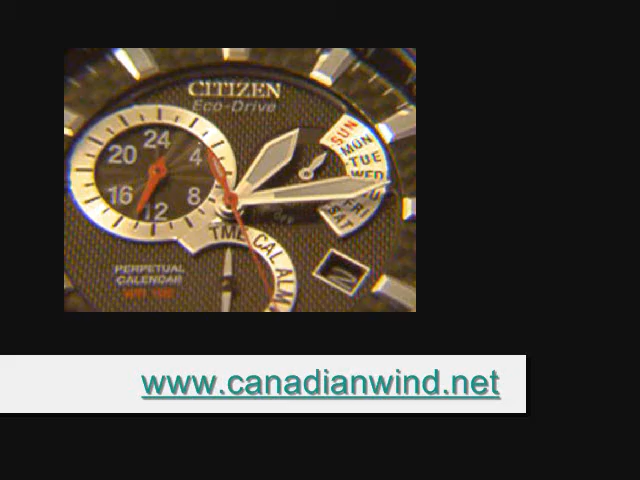 CITIZEN
Eco-Drive
SUN
MON
TUE
WED
FRI
SAT
24
20
4
16
8
12
TME CAL ALM
PERPETUAL
CALENDAR
www.canadianwind.net